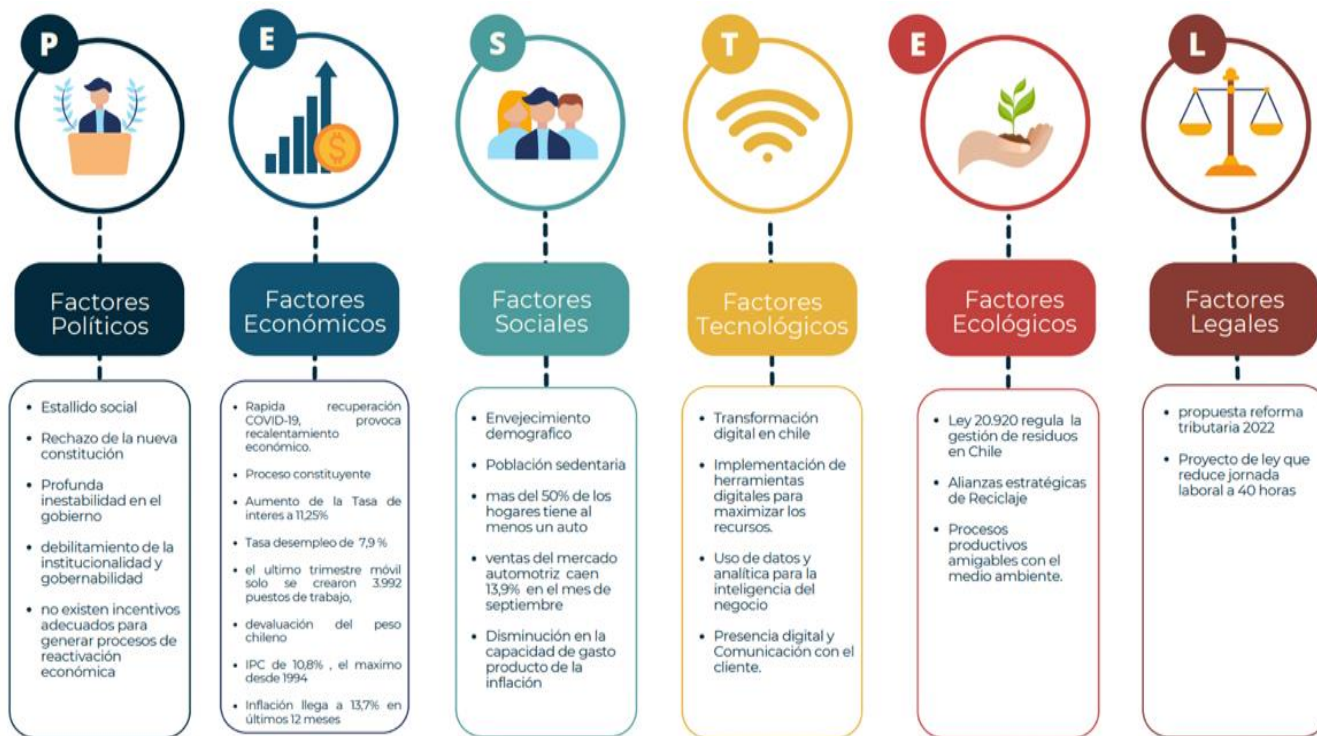 P
Factores
Políticos
• Estallido social
• Rechazo de la nueva
constitución
• Profunda
inestabilidad en el
gobierno
• debilitamiento de la
institucionalidad y
gobernabilidad
• no existen incentivos
adecuados para
generar procesos de
reactivación
económica
E
$
Factores
Económicos
• Rapida recuperación
COVID-19, provoca
recalentamiento
económico.
• Proceso constituyente
• Aumento de la Tasa de
interes a 11,25%
• Tasa desempleo de 7,9 %
• el ultimo trimestre móvil
solo se crearon 3.992
puestos de trabajo,
• devaluación del peso
chileno
• IPC de 10,8% , el maximo
desde 1994
• Inflación llega a 13,7% en
últimos 12 meses
S
Factores
Sociales
• Envejecimiento
demografico
• Población sedentaria
• mas del 50% de los
hogares tiene al
menos un auto
• ventas del mercado
automotriz caen
13,9% en el mes de
septiembre
• Disminución en la
capacidad de gasto
producto de la
inflación
T
Factores
Tecnológicos
• Transformación
digital en chile
• Implementación de
herramientas
digitales para
maximizar los
recursos.
• Uso de datos y
analítica para la
inteligencia del
negocio
• Presencia digital y
Comunicación con el
cliente.
E
Factores
Ecológicos
• Ley 20.920 regula la
gestión de residuos
en Chile
• Alianzas estratégicas
de Reciclaje
• Procesos
productivos
amigables con el
medio ambiente.
L
Factores
Legales
• propuesta reforma
tributaria 2022
• Proyecto de ley que
reduce jornada
laboral a 40 horas